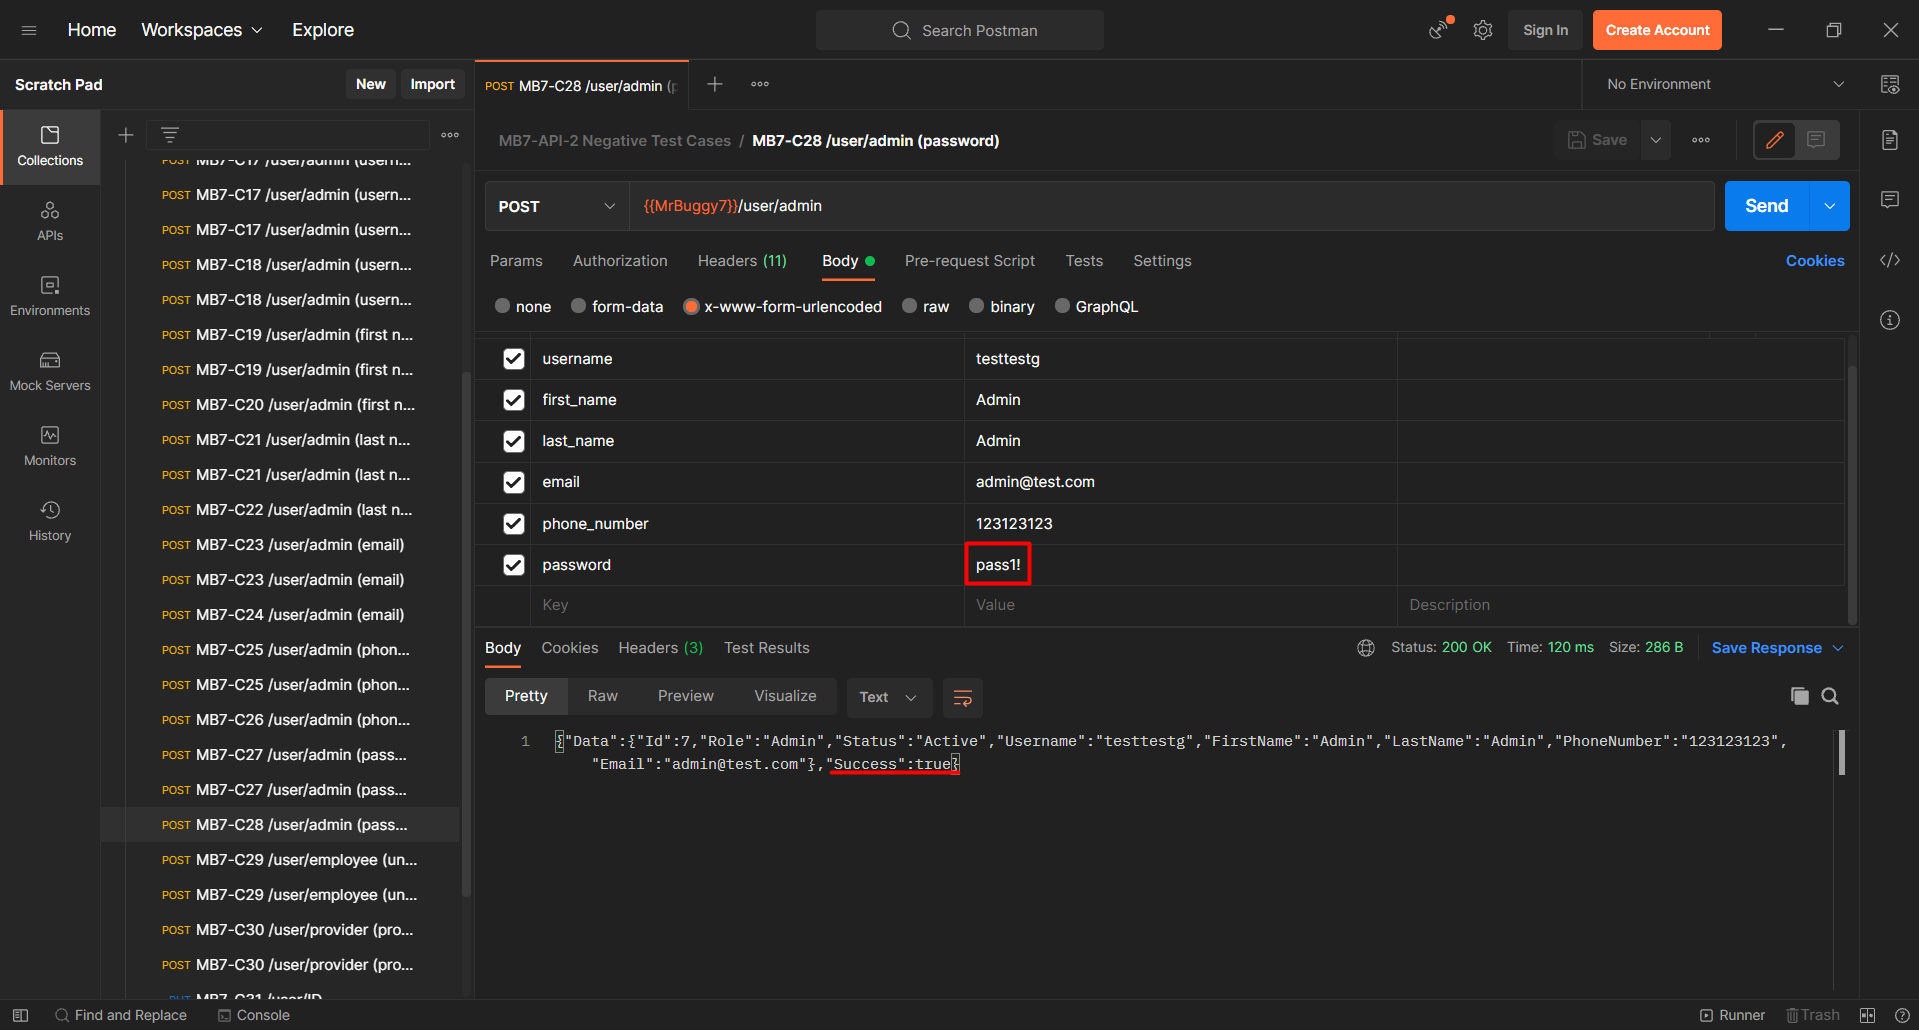 Home Workspaces Explore Search Postman Sign In Create Account
Scratch Pad New Import
POST MB7-C28 /user/admin (p
No Environment
Collections
APIs
Environments
Mock Servers
Monitors
History
POST MB7-C17 /user/admin (usern...
POST MB7-C17 /user/admin (usern...
POST MB7-C17 /user/admin (usern...
POST MB7-C18 /user/admin (usern...
POST MB7-C18 /user/admin (usern...
POST MB7-C19 /user/admin (first n...
POST MB7-C19 /user/admin (first n...
POST MB7-C20 /user/admin (first n...
POST MB7-C21 /user/admin (last n...
POST MB7-C21 /user/admin (last n...
POST MB7-C22 /user/admin (last n...
POST MB7-C23 /user/admin (email)
POST MB7-C23 /user/admin (email)
POST MB7-C24 /user/admin (email)
POST MB7-C25 /user/admin (phon...
POST MB7-C25 /user/admin (phon...
POST MB7-C26 /user/admin (phon...
POST MB7-C27 /user/admin (pass...
POST MB7-C27 /user/admin (pass...
POST MB7-C28 /user/admin (pass...
POST MB7-C29 /user/employee (un...
POST MB7-C29 /user/employee (un...
POST MB7-C30 /user/provider (pro...
POST MB7-C30 /user/provider (pro...
PUT MB7-C31 /user/ID
MB7-API-2 Negative Test Cases / MB7-C28 /user/admin (password)
Save
POST {{MrBuggy7}}/user/admin Send
Params Authorization Headers (11) Body Pre-request Script Tests Settings Cookies
none form-data x-www-form-urlencoded raw binary GraphQL
username testtestg
first_name Admin
last_name Admin
email admin@test.com
phone_number 123123123
password pass1!
Key Value Description
Body Cookies Headers (3) Test Results Status: 200 OK Time: 120 ms Size: 286 B Save Response
Pretty Raw Preview Visualize Text
1 {"Data":{"Id":7,"Role":"Admin","Status":"Active","Username":"testtestg","FirstName":"Admin","LastName":"Admin","PhoneNumber":"123123123",
"Email":"admin@test.com"},"Success":true}
Find and Replace Console Runner Trash